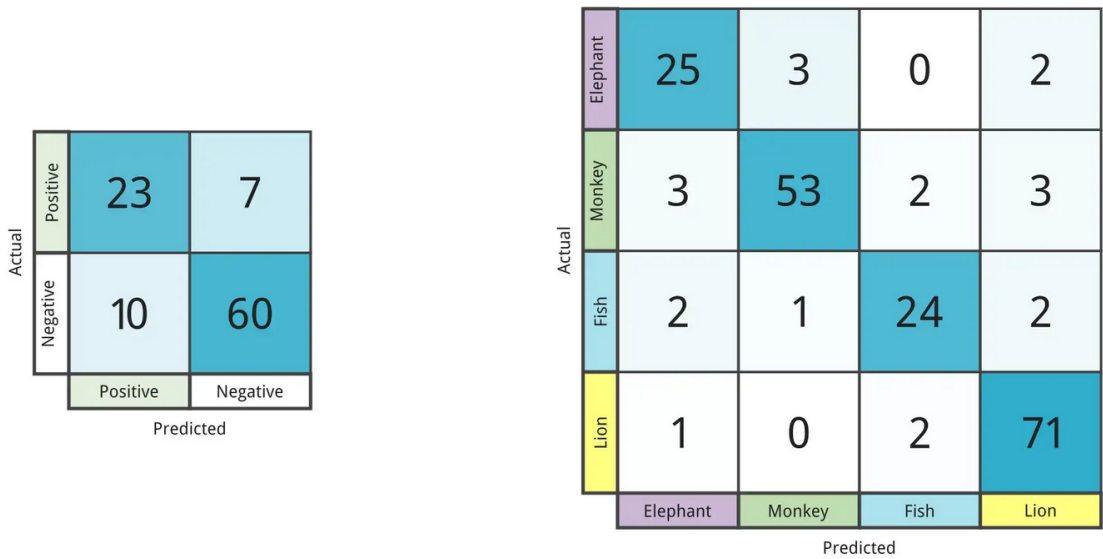 Actual
Positive
23 7
Negative
10 60
Positive Negative
Predicted
Actual
Elephant
25 3 0 2
Monkey
3 53 2 3
Fish
2 1 24 2
Lion
1 0 2 71
Elephant Monkey Fish Lion
Predicted